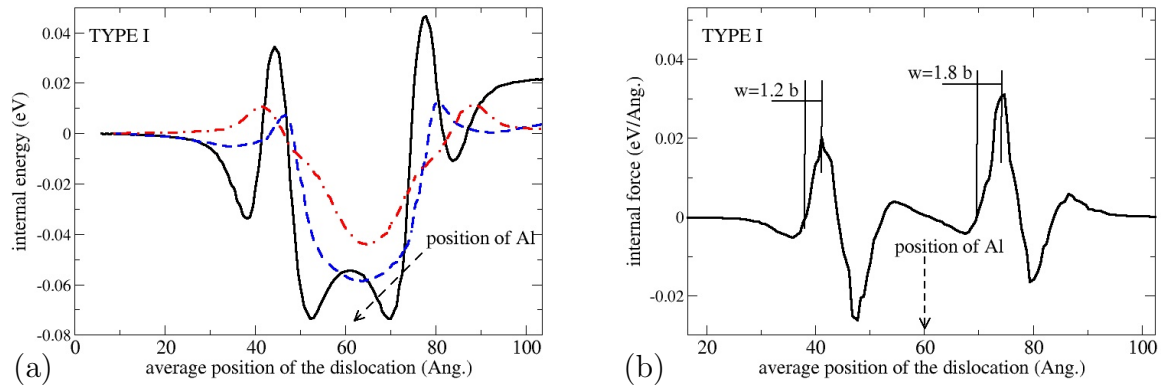 TYPE I
internal energy (eV)
0.04
0.02
0
-0.02
-0.04
-0.06
-0.08
position of Al
0
20
40
60
80
100
average position of the dislocation (Ang.)
(a)
TYPE I
internal force (eV/Ang.)
0.04
0.02
0
-0.02
w=1.2 b
w=1.8 b
position of Al
20
40
60
80
100
average position of the dislocation (Ang.)
(b)